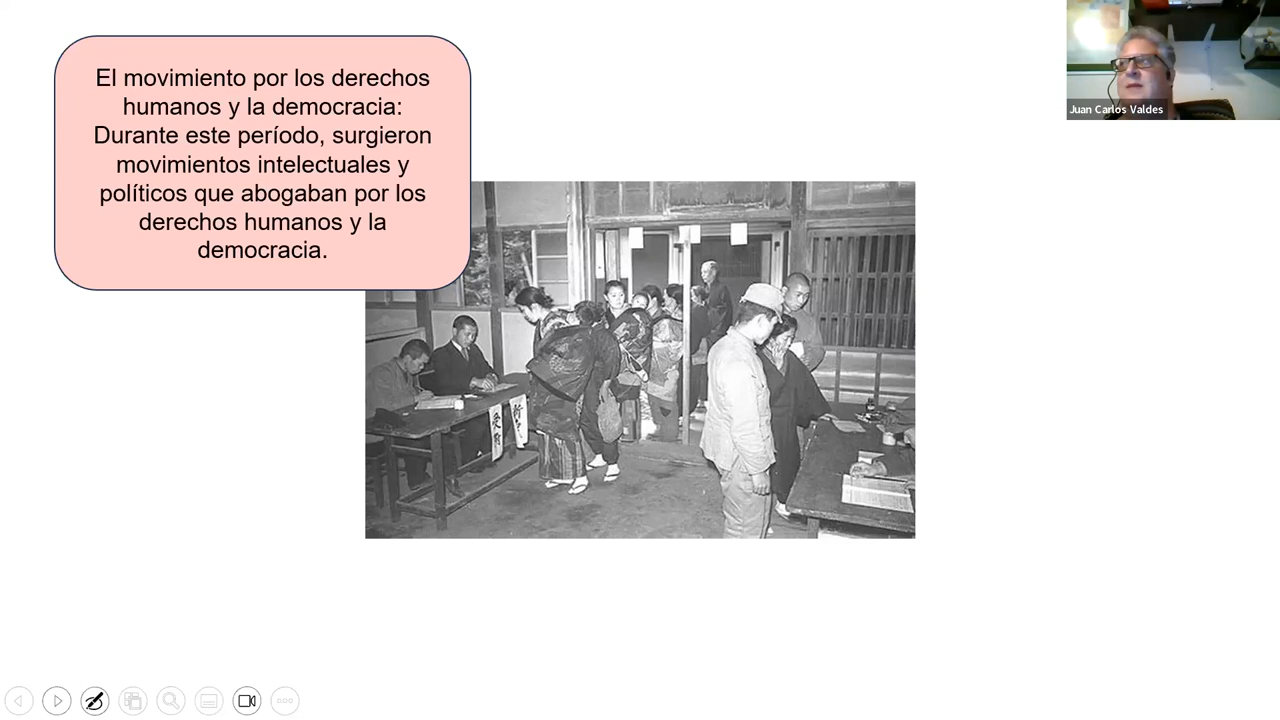 El movimiento por los derechos
humanos y la democracia:
Durante este período, surgieron
movimientos intelectuales y
políticos que abogaban por los
derechos humanos y la
democracia.
Juan Carlos Valdes